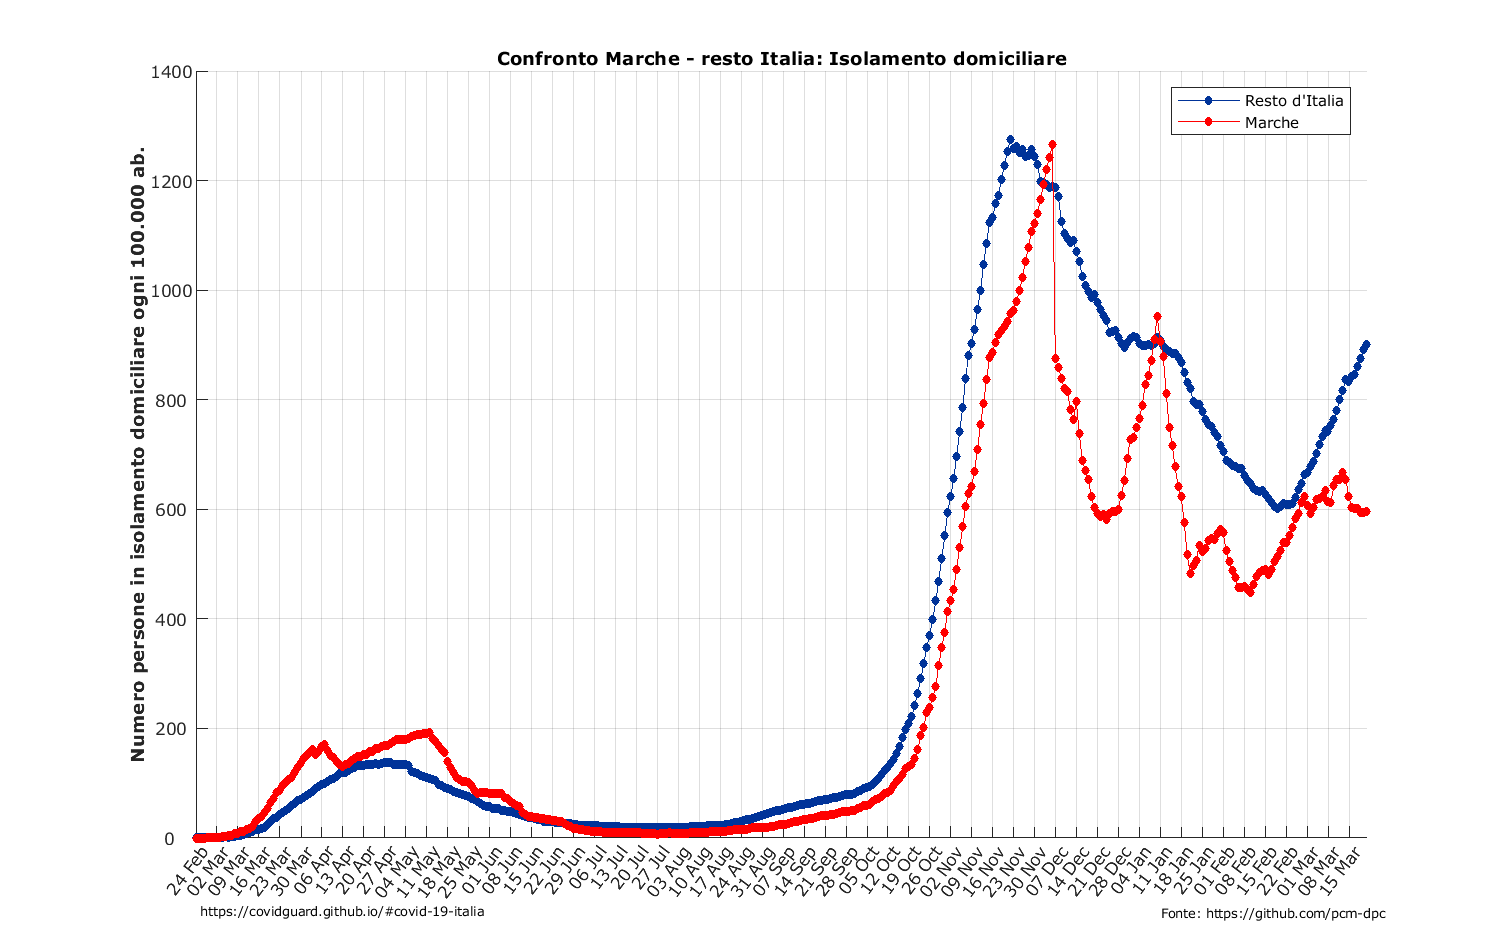 Confronto Marche - resto Italia: Isolamento domiciliare
Numero persone in isolamento domiciliare ogni 100.000 ab.
1400
1200
1000
800
600
400
200
0
Resto d'Italia
Marche
24 Feb
02 Mar
09 Mar
16 Mar
23 Mar
30 Mar
06 Apr
13 Apr
20 Apr
27 Apr
04 May
11 May
18 May
25 May
01 Jun
08 Jun
15 Jun
22 Jun
29 Jun
06 Jul
13 Jul
20 Jul
27 Jul
03 Aug
10 Aug
17 Aug
24 Aug
31 Aug
07 Sep
14 Sep
21 Sep
28 Sep
05 Oct
12 Oct
19 Oct
26 Oct
02 Nov
09 Nov
16 Nov
23 Nov
30 Nov
07 Dec
14 Dec
21 Dec
28 Dec
04 Jan
11 Jan
18 Jan
25 Jan
01 Feb
08 Feb
15 Feb
22 Feb
01 Mar
08 Mar
15 Mar
https://covidguard.github.io/#covid-19-italia
Fonte: https://github.com/pcm-dpc